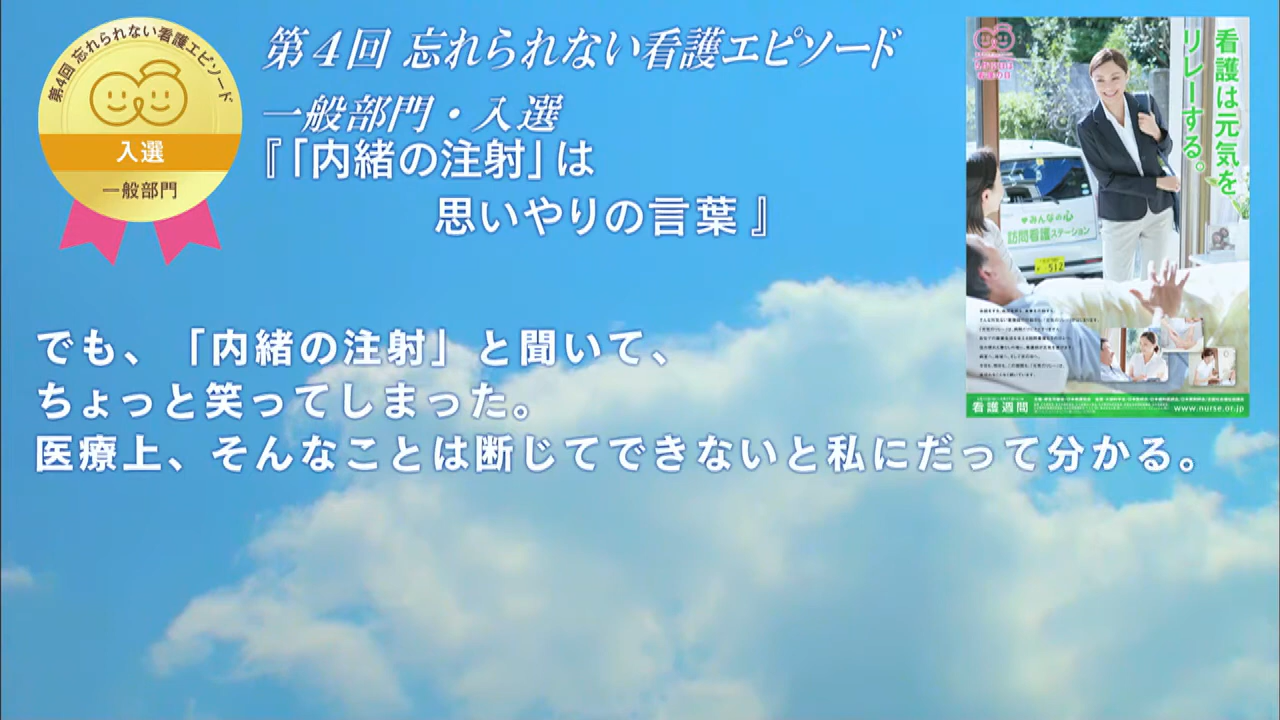 第4回 忘れられない看護エピソード
入選
一般部門
第４回 忘れられない看護エピソード
一般部門・入選
『「内緒の注射」は
思いやりの言葉』
看護は元気を
リレーする。
みんなの心
訪問看護ステーション
512
看護週間
www.nurse.or.jp
でも、「内緒の注射」と聞いて、
ちょっと笑ってしまった。
医療上、そんなことは断じてできないと私にだって分かる。